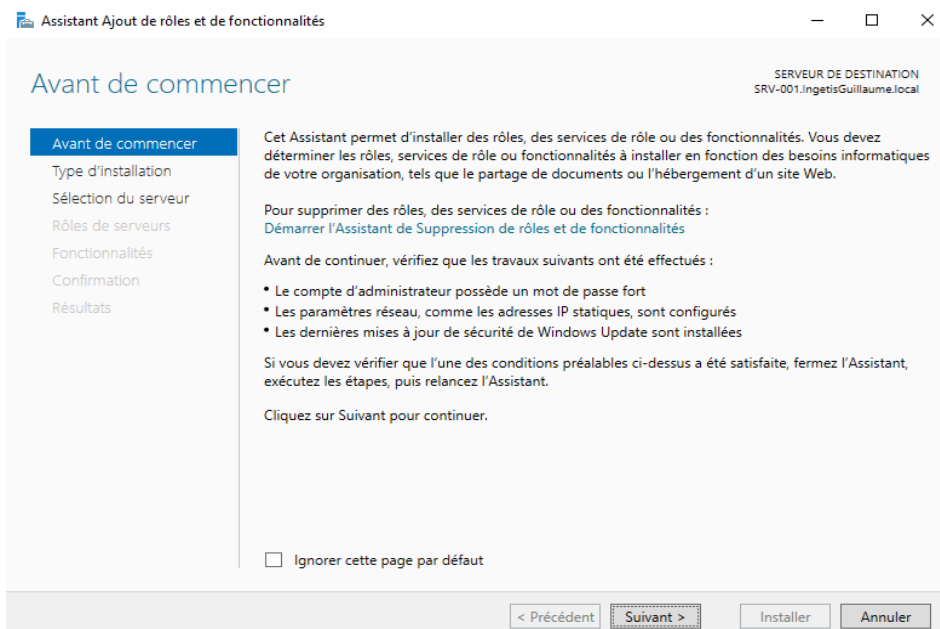 Assistant Ajout de rôles et de fonctionnalités
Avant de commencer
SERVEUR DE DESTINATION
SRV-001.IngetisGuillaume.local
Avant de commencer
Type d'installation
Sélection du serveur
Rôles de serveurs
Fonctionnalités
Confirmation
Résultats
Cet Assistant permet d'installer des rôles, des services de rôle ou des fonctionnalités. Vous devez
déterminer les rôles, services de rôle ou fonctionnalités à installer en fonction des besoins informatiques
de votre organisation, tels que le partage de documents ou l'hébergement d'un site Web.
Pour supprimer des rôles, des services de rôle ou des fonctionnalités :
Démarrer l'Assistant de Suppression de rôles et de fonctionnalités
Avant de continuer, vérifiez que les travaux suivants ont été effectués :
• Le compte d'administrateur possède un mot de passe fort
• Les paramètres réseau, comme les adresses IP statiques, sont configurés
• Les dernières mises à jour de sécurité de Windows Update sont installées
Si vous devez vérifier que l'une des conditions préalables ci-dessus a été satisfaite, fermez l'Assistant,
exécutez les étapes, puis relancez l'Assistant.
Cliquez sur Suivant pour continuer.
Ignorer cette page par défaut
< Précédent
Suivant >
Installer
Annuler